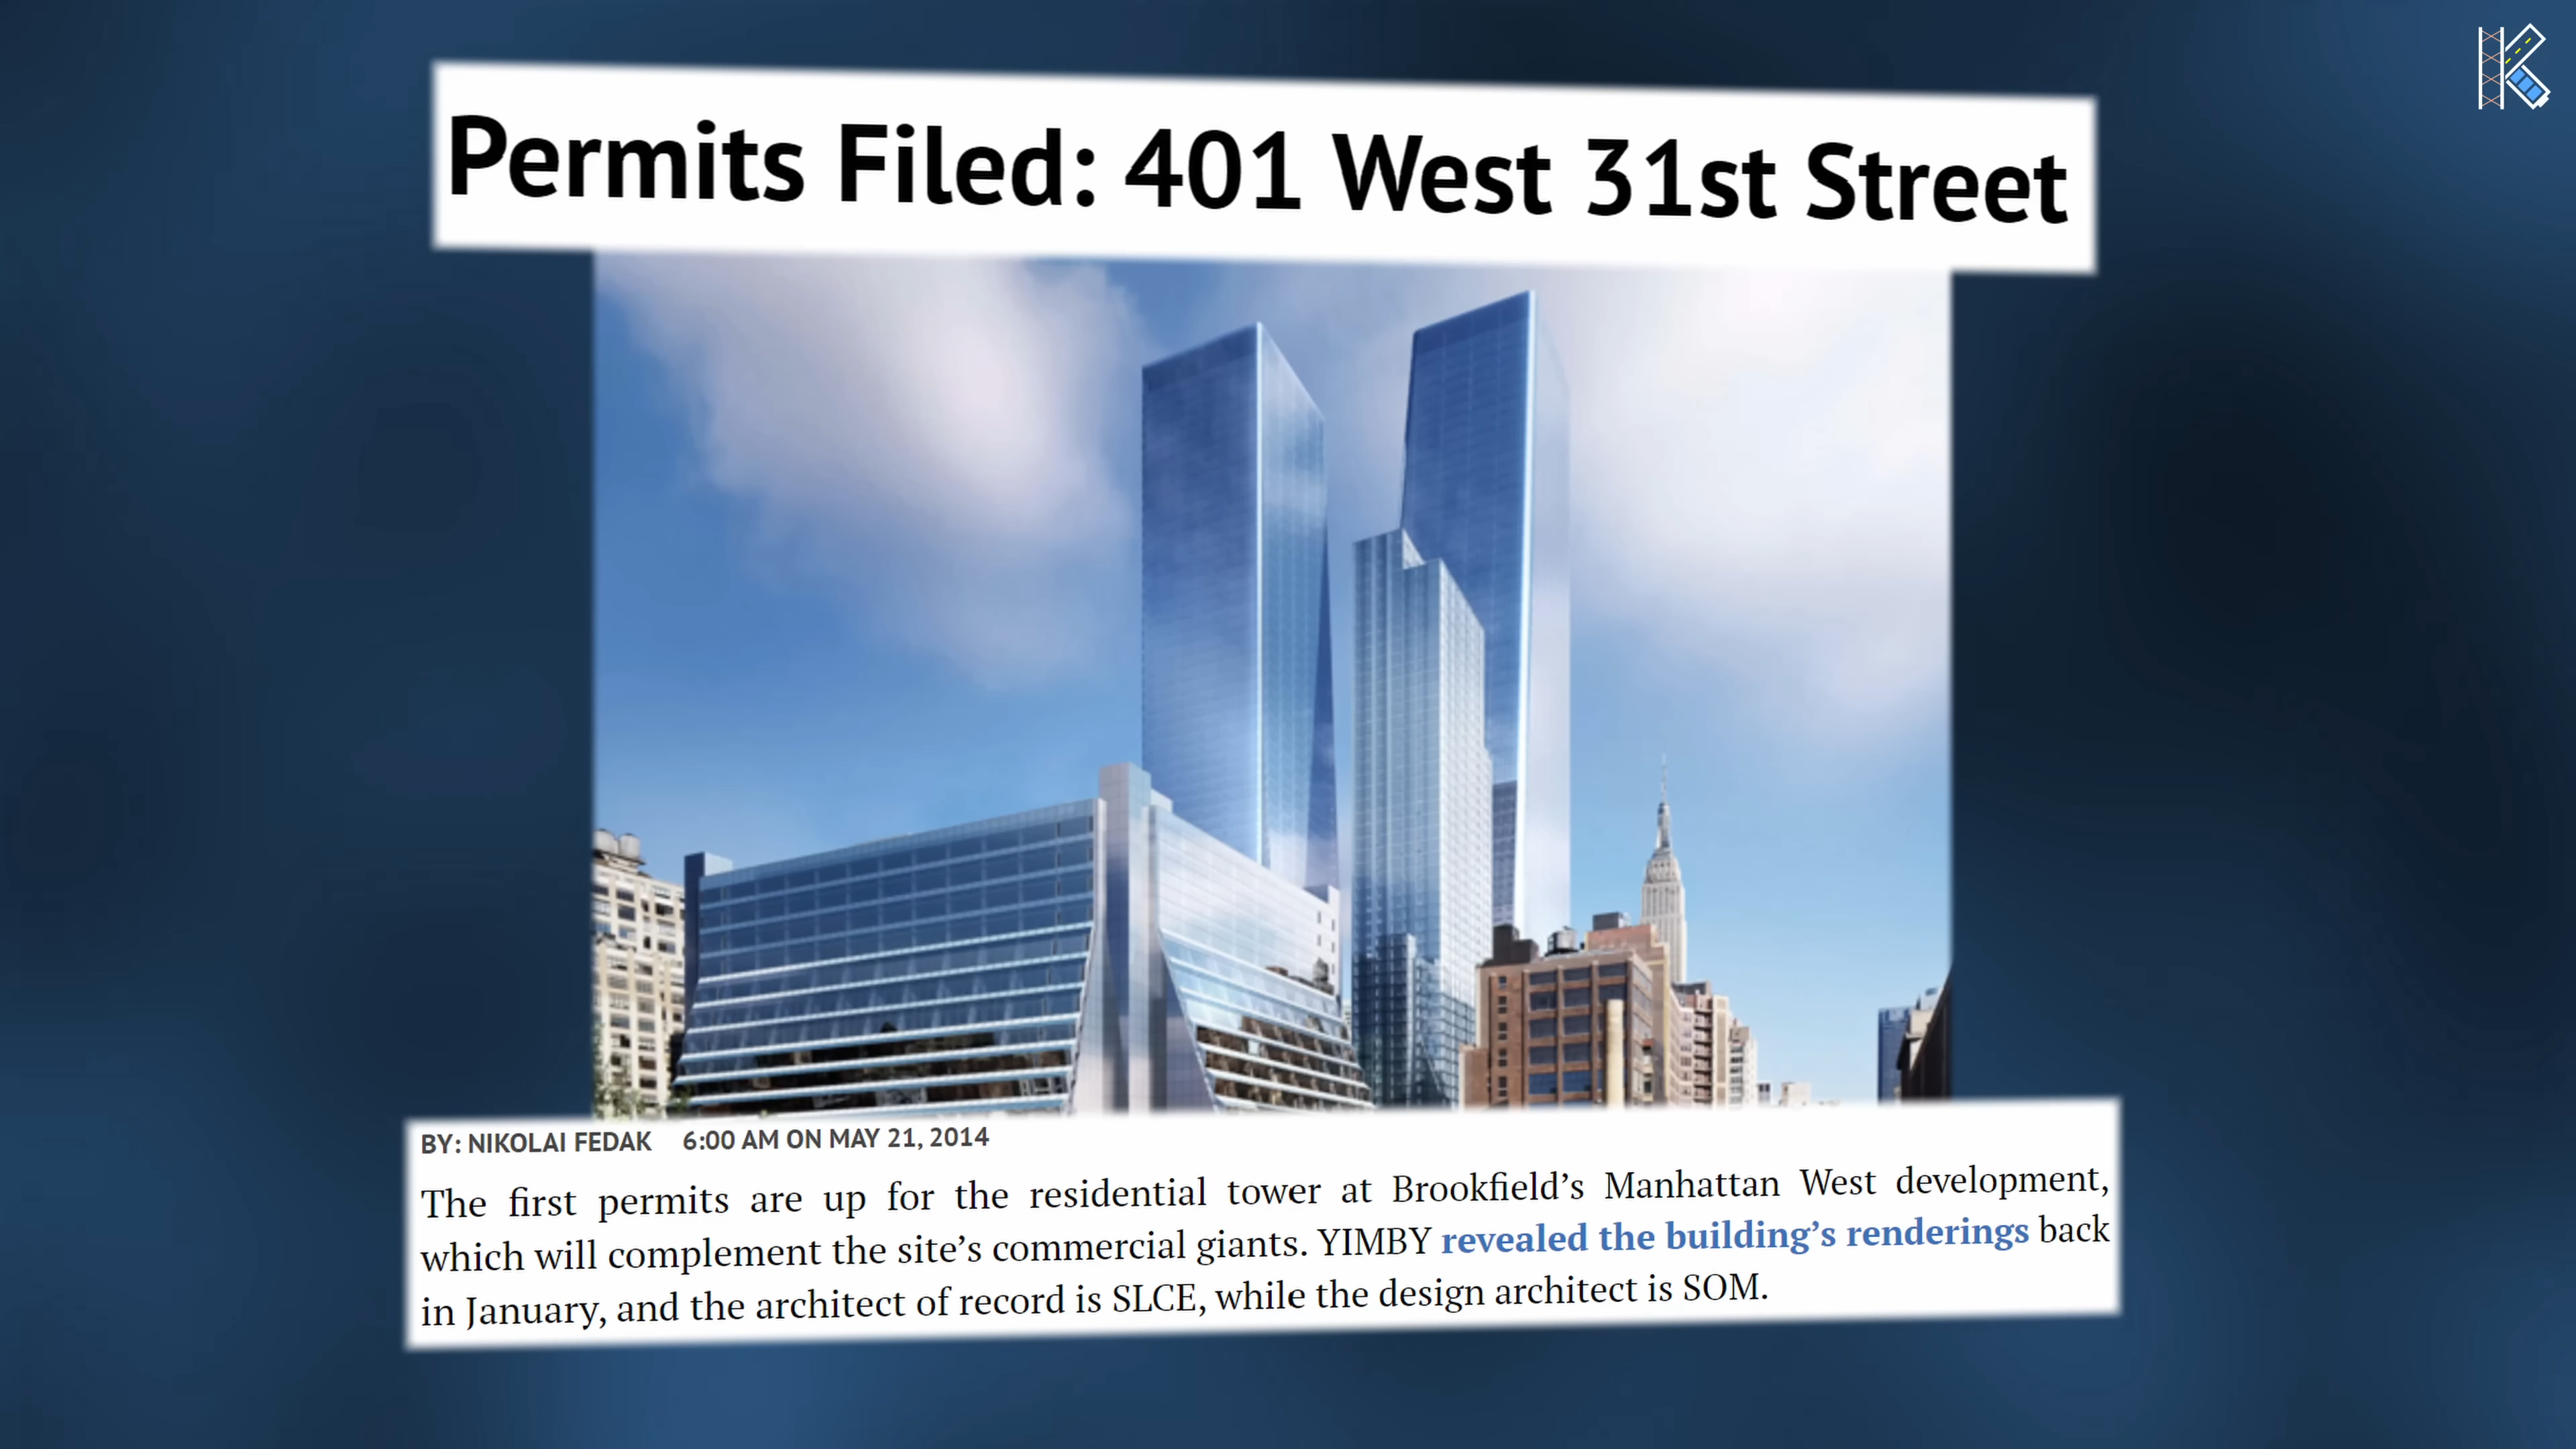 Permits Filed: 401 West 31st Street
BY: NIKOLAI FEDAK 6:00 AM ON MAY 21, 2014
The first permits are up for the residential tower at Brookfield’s Manhattan West development,
which will complement the site’s commercial giants. YIMBY revealed the building’s renderings back
in January, and the architect of record is SLCE, while the design architect is SOM.